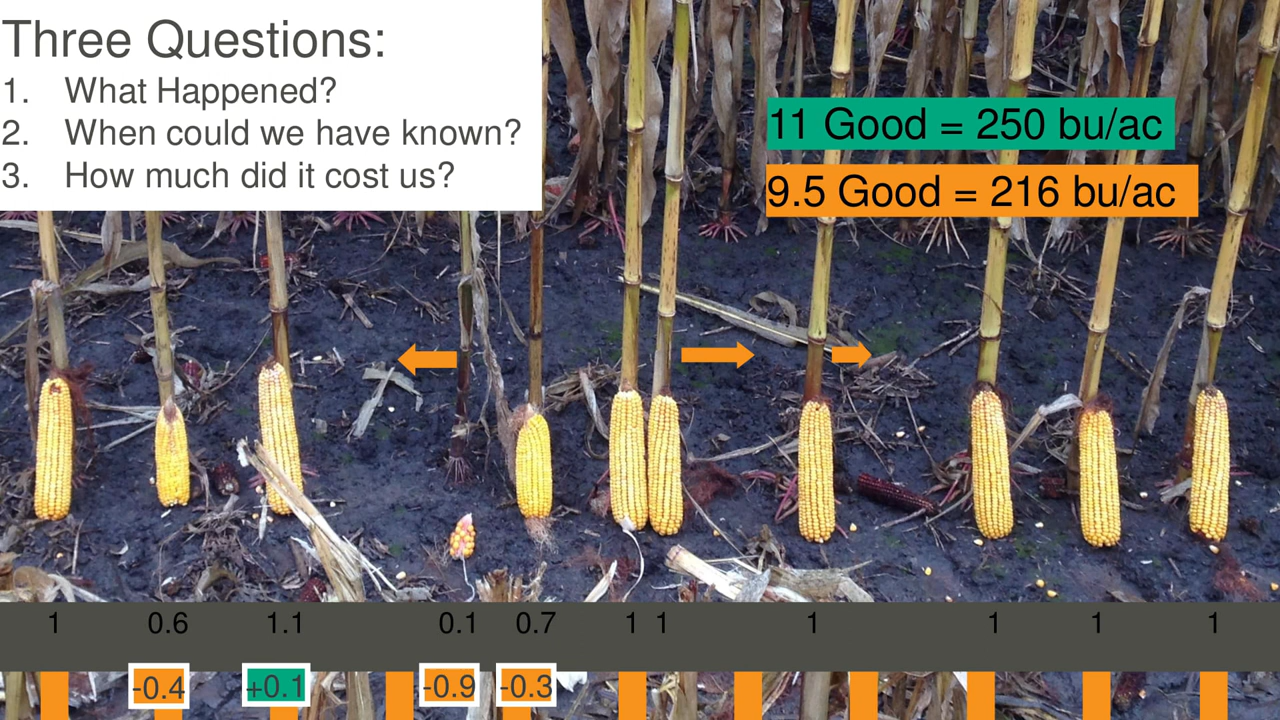 Three Questions:
1. What Happened?
2. When could we have known?
3. How much did it cost us?
11 Good = 250 bu/ac
9.5 Good = 216 bu/ac
1 0.6 1.1 0.1 0.7 1 1 1 1 1 1
-0.4 +0.1 -0.9 -0.3